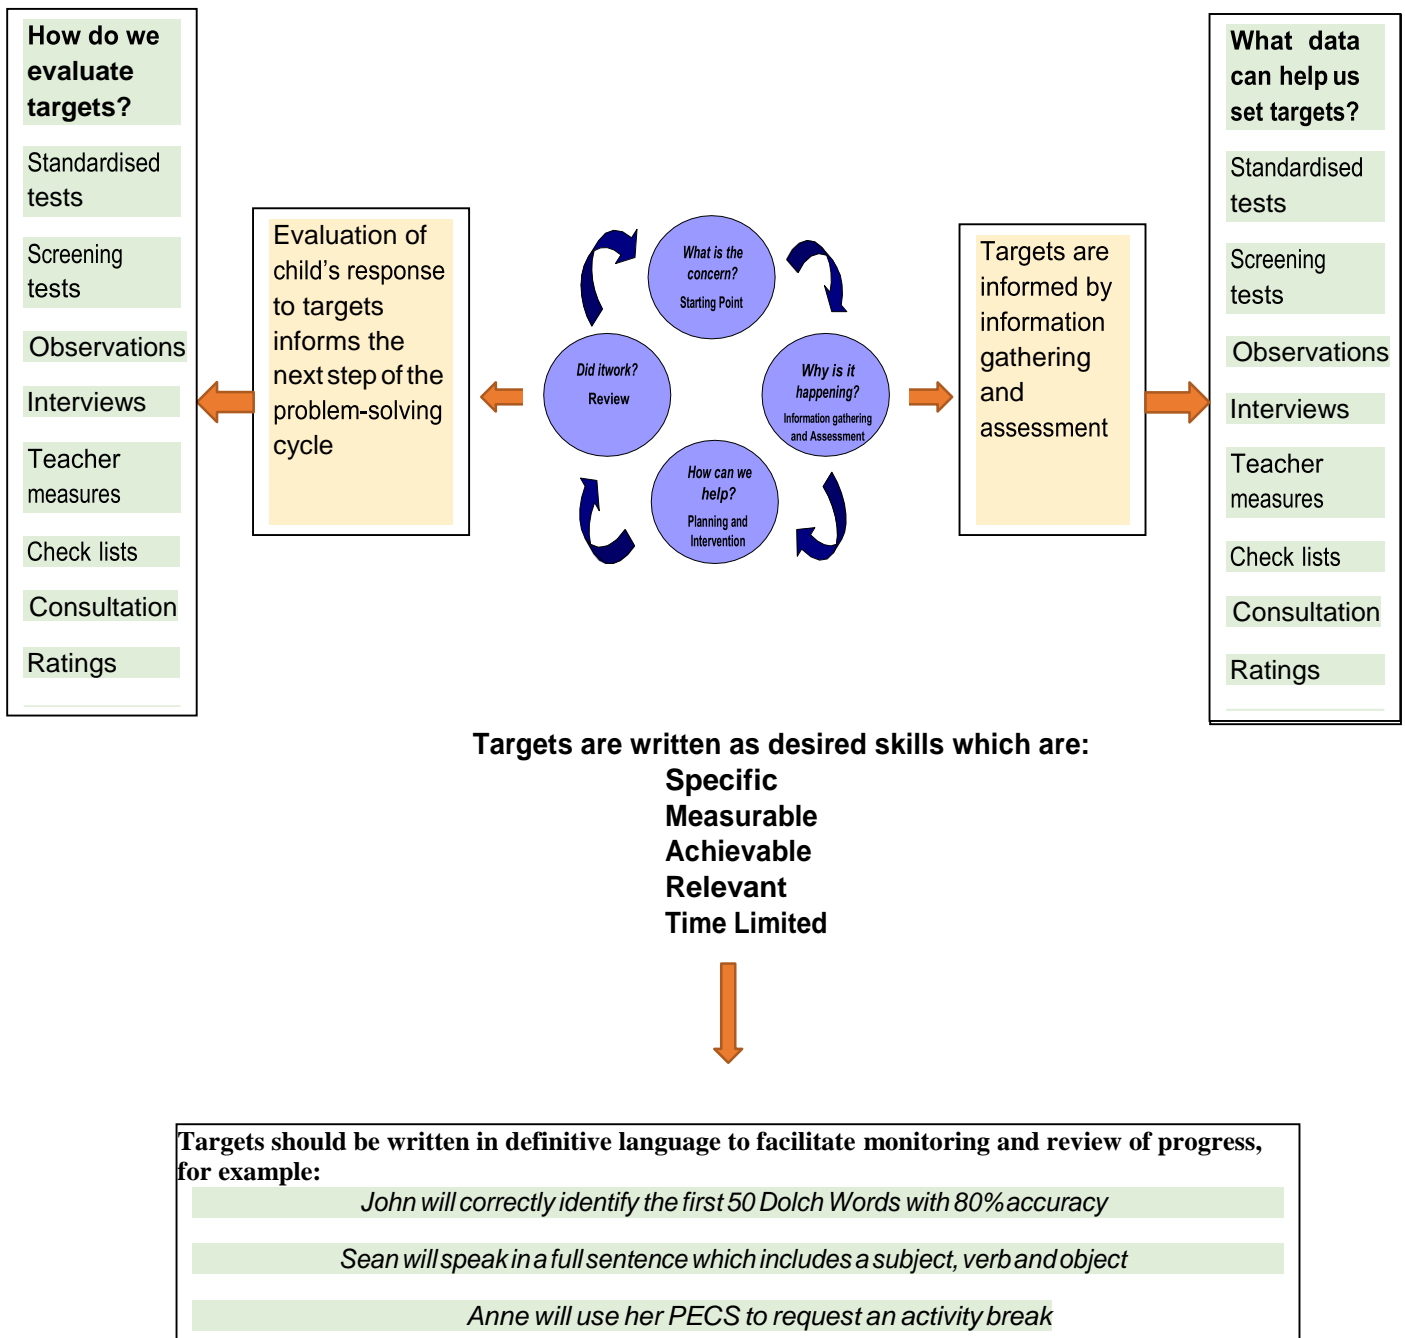 How do we
evaluate
targets?
Standardised
tests
Screening
tests
Observations
Interviews
Teacher
measures
Check lists
Consultation
Ratings
Evaluation of
child’s response
to targets
informs the
next step of the
problem-solving
cycle
What is the
concern?
Starting Point
Did itwork?
Review
Why is it
happening?
Information gathering
and Assessment
How can we
help?
Planning and
Intervention
Targets are
informed by
information
gathering
and
assessment
What data
can help us
set targets?
Standardised
tests
Screening
tests
Observations
Interviews
Teacher
measures
Check lists
Consultation
Ratings
Targets are written as desired skills which are:
Specific
Measurable
Achievable
Relevant
Time Limited
Targets should be written in definitive language to facilitate monitoring and review of progress,
for example:
John will correctly identify the first 50 Dolch Words with 80% accuracy
Sean will speak in a full sentence which includes a subject, verb and object
Anne will use her PECS to request an activity break